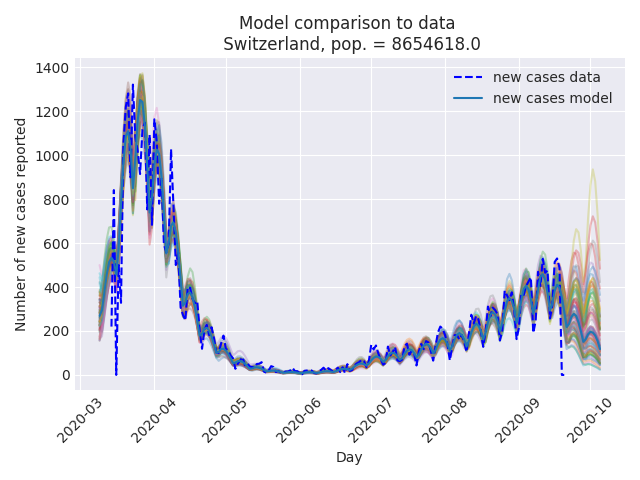 Model comparison to data
Switzerland, pop. = 8654618.0
new cases data
new cases model
Number of new cases reported
1400
1200
1000
800
600
400
200
0
2020-03
2020-04
2020-05
2020-06
2020-07
2020-08
2020-09
2020-10
Day